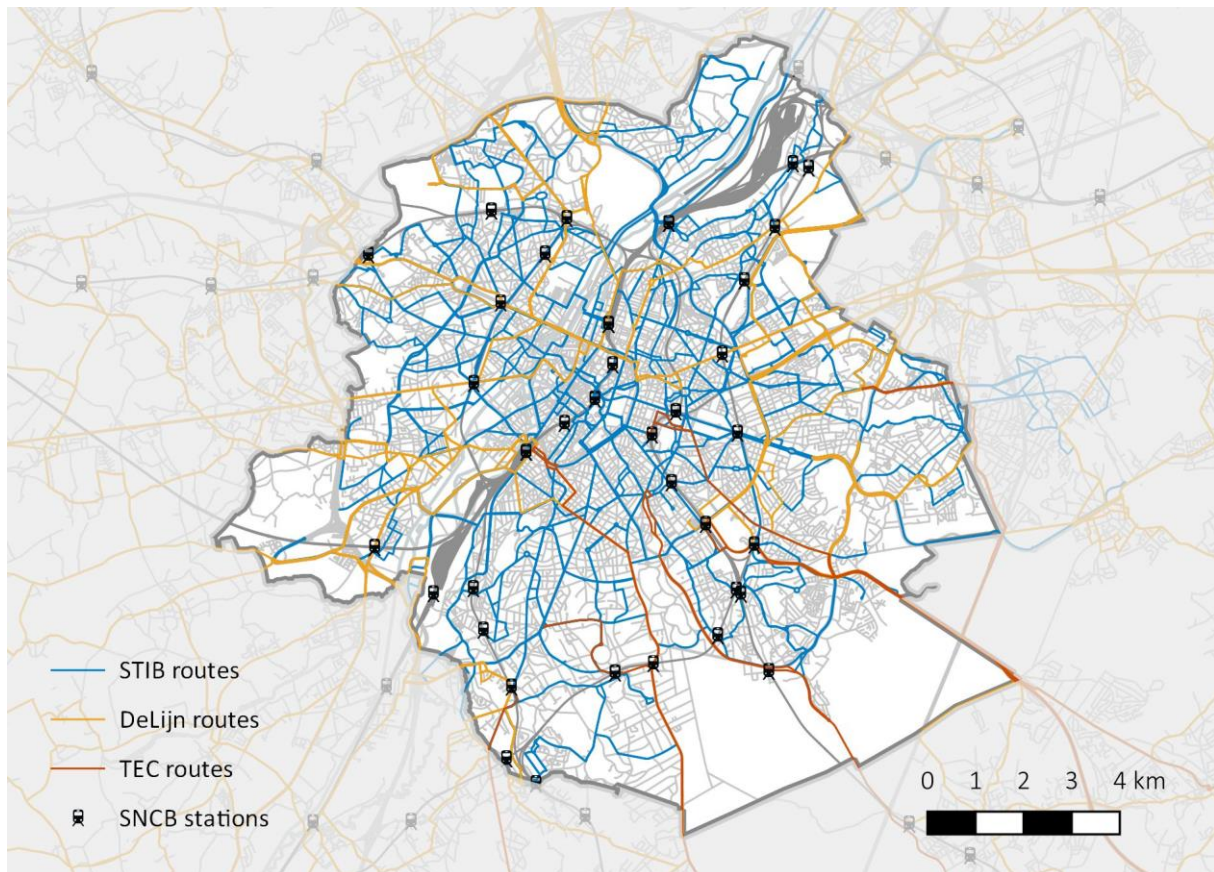 STIB routes
DeLijn routes
TEC routes
SNCB stations
0 1 2 3 4 km